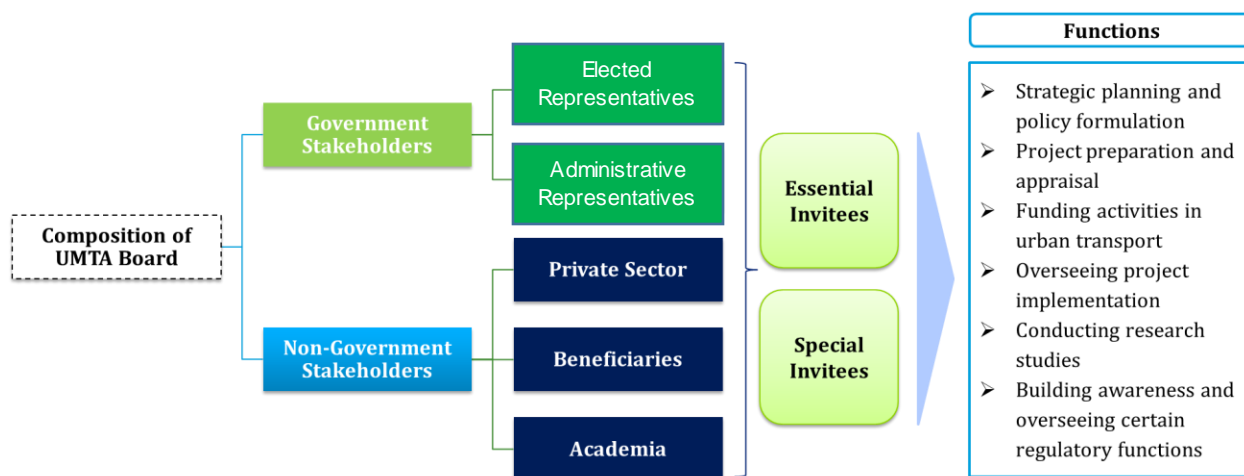 Composition of
UMTA Board
Government
Stakeholders
Non-Government
Stakeholders
Elected
Representatives
Administrative
Representatives
Private Sector
Beneficiaries
Academia
Essential
Invitees
Special
Invitees
Functions
➢ Strategic planning and
policy formulation
➢ Project preparation and
appraisal
➢ Funding activities in
urban transport
➢ Overseeing project
implementation
➢ Conducting research
studies
➢ Building awareness and
overseeing certain
regulatory functions